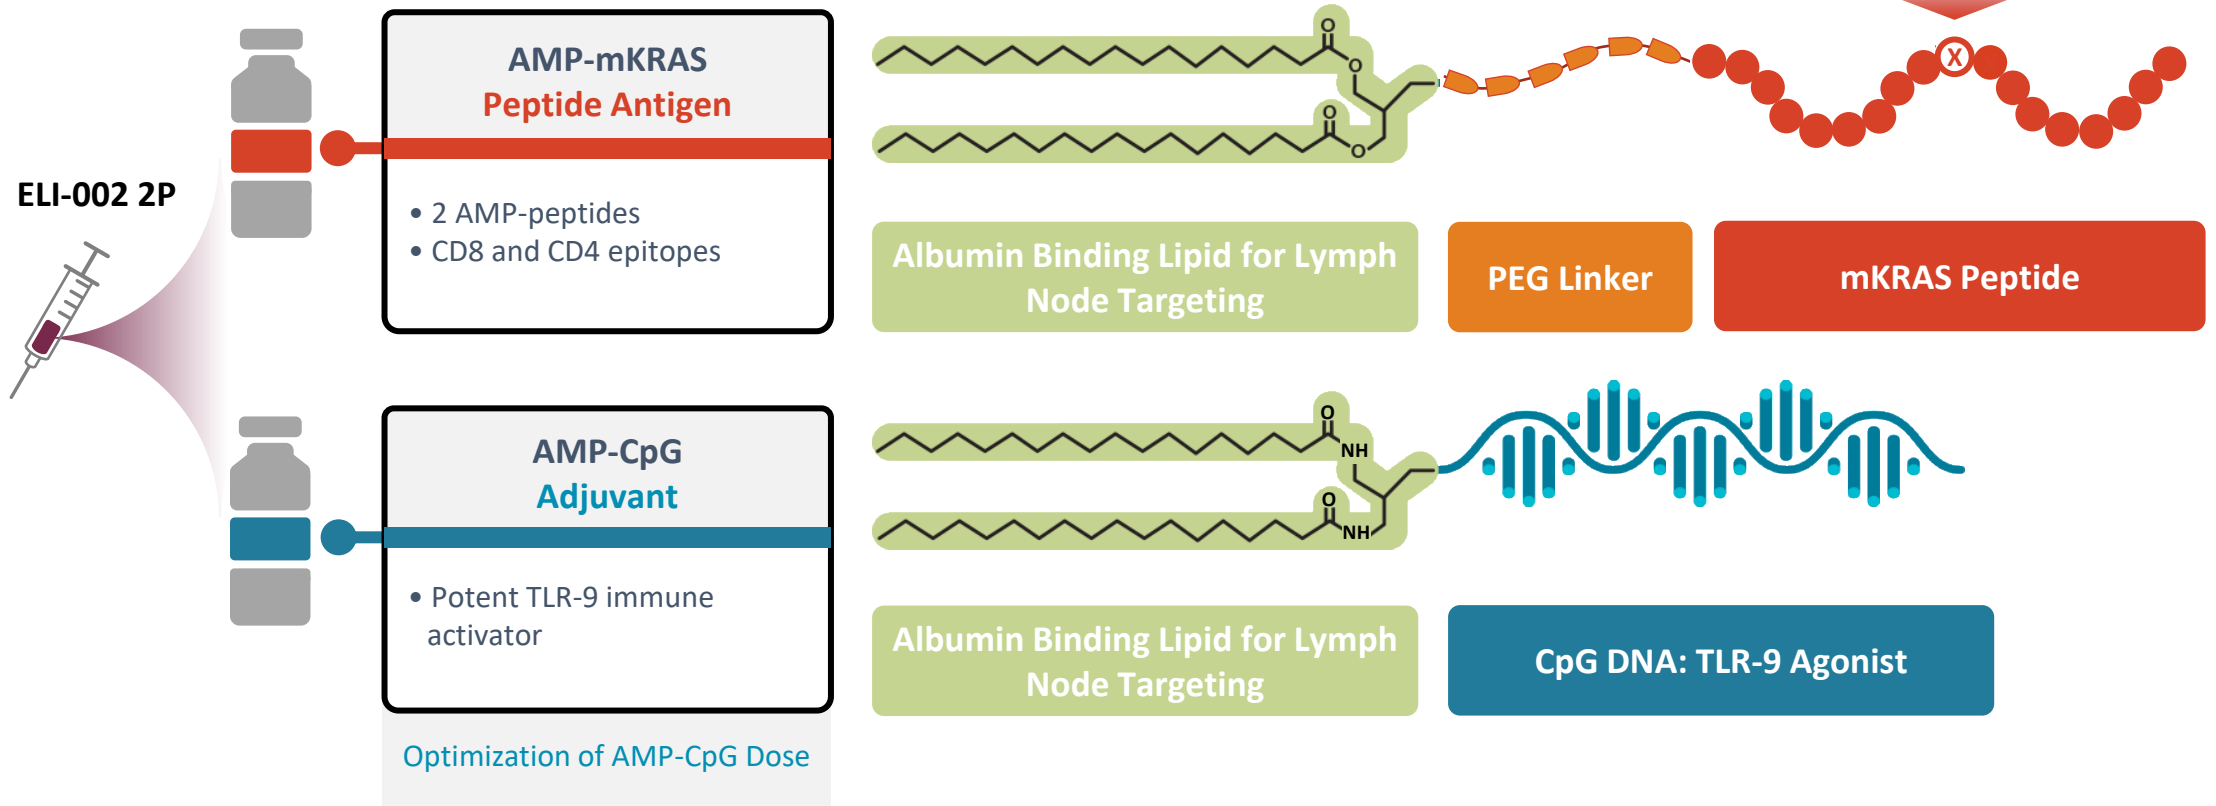 ELI-002 2P
AMP-mKRAS
Peptide Antigen
• 2 AMP-peptides
• CD8 and CD4 epitopes
O
O
O
O
X
Albumin Binding Lipid for Lymph
Node Targeting
PEG Linker
mKRAS Peptide
AMP-CpG
Adjuvant
• Potent TLR-9 immune
activator
Optimization of AMP-CpG Dose
O
NH
O
NH
Albumin Binding Lipid for Lymph
Node Targeting
CpG DNA: TLR-9 Agonist